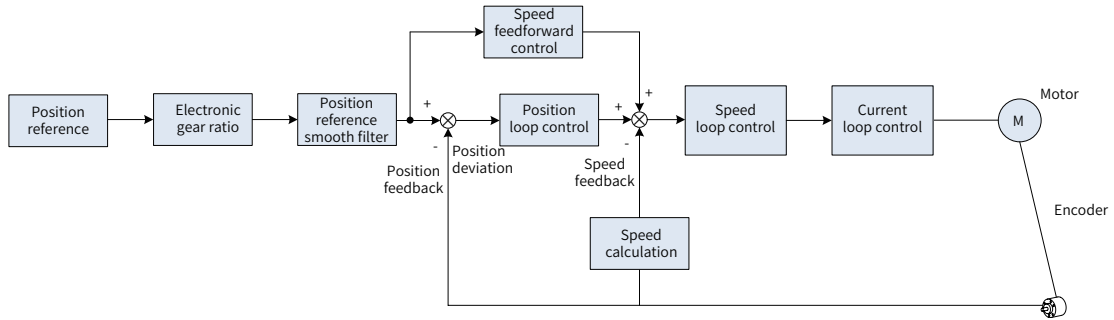 Speed
feedforward
control
Position
reference
Electronic
gear ratio
Position
reference
smooth filter
+
-
Position
feedback
Position
deviation
Position
loop control
+
+
-
Speed
feedback
Speed
calculation
Speed
loop control
Current
loop control
M
Motor
Encoder